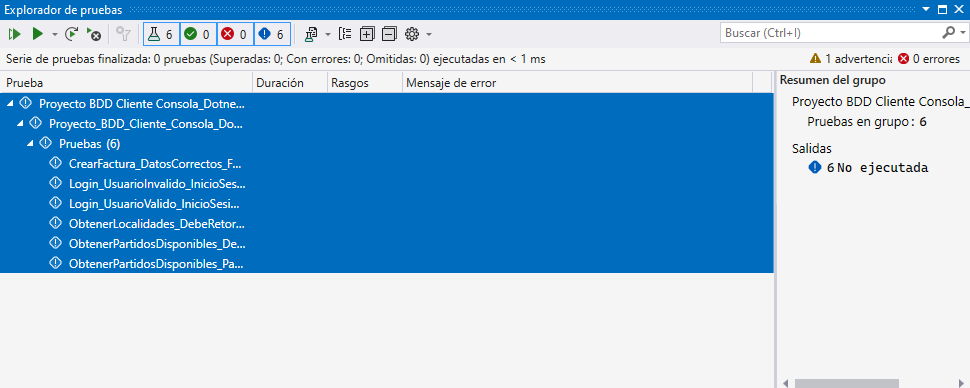 Explorador de pruebas
6 0 0 6
Buscar (Ctrl+I)
Serie de pruebas finalizada: 0 pruebas (Superadas: 0; Con errores: 0; Omitidas: 0) ejecutadas en < 1 ms
1 advertencia
0 errores
Prueba Duración Rasgos Mensaje de error
Proyecto BDD Cliente Consola_Dotne...
Proyecto_BDD_Cliente_Consola_Do...
Pruebas (6)
CrearFactura_DatosCorrectos_F...
Login_UsuarioInvalido_InicioSes...
Login_UsuarioValido_InicioSesi...
ObtenerLocalidades_DebeRetor...
ObtenerPartidosDisponibles_De...
ObtenerPartidosDisponibles_Pa...
Resumen del grupo
Proyecto BDD Cliente Consola_
Pruebas en grupo: 6
Salidas
6 No ejecutada